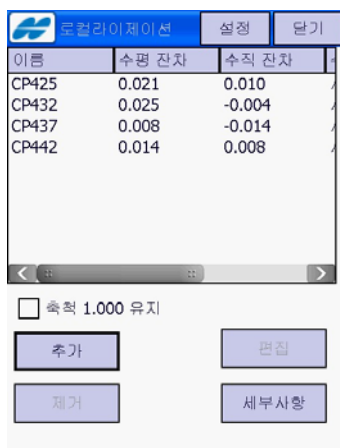 로컬라이제이션 설정 닫기
이름 수평 잔차 수직 잔차
CP425 0.021 0.010
CP432 0.025 -0.004
CP437 0.008 -0.014
CP442 0.014 0.008
축척 1.000 유지
추가 편집
제거 세부사항